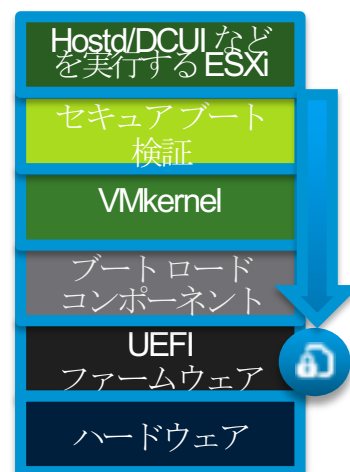 Hostd/DCUI など
を実行する ESXi
セキュア ブート
検証
VMkernel
ブート ロード
コンポーネント
UEFI
ファームウェア
ハードウェア